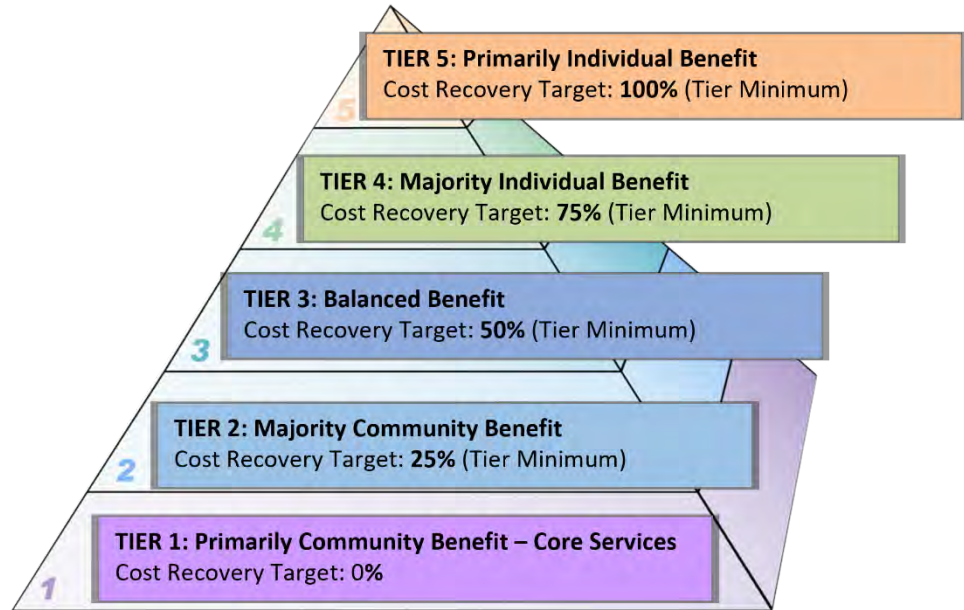 5
TIER 5: Primarily Individual Benefit
Cost Recovery Target: 100% (Tier Minimum)
4
TIER 4: Majority Individual Benefit
Cost Recovery Target: 75% (Tier Minimum)
3
TIER 3: Balanced Benefit
Cost Recovery Target: 50% (Tier Minimum)
2
TIER 2: Majority Community Benefit
Cost Recovery Target: 25% (Tier Minimum)
1
TIER 1: Primarily Community Benefit – Core Services
Cost Recovery Target: 0%